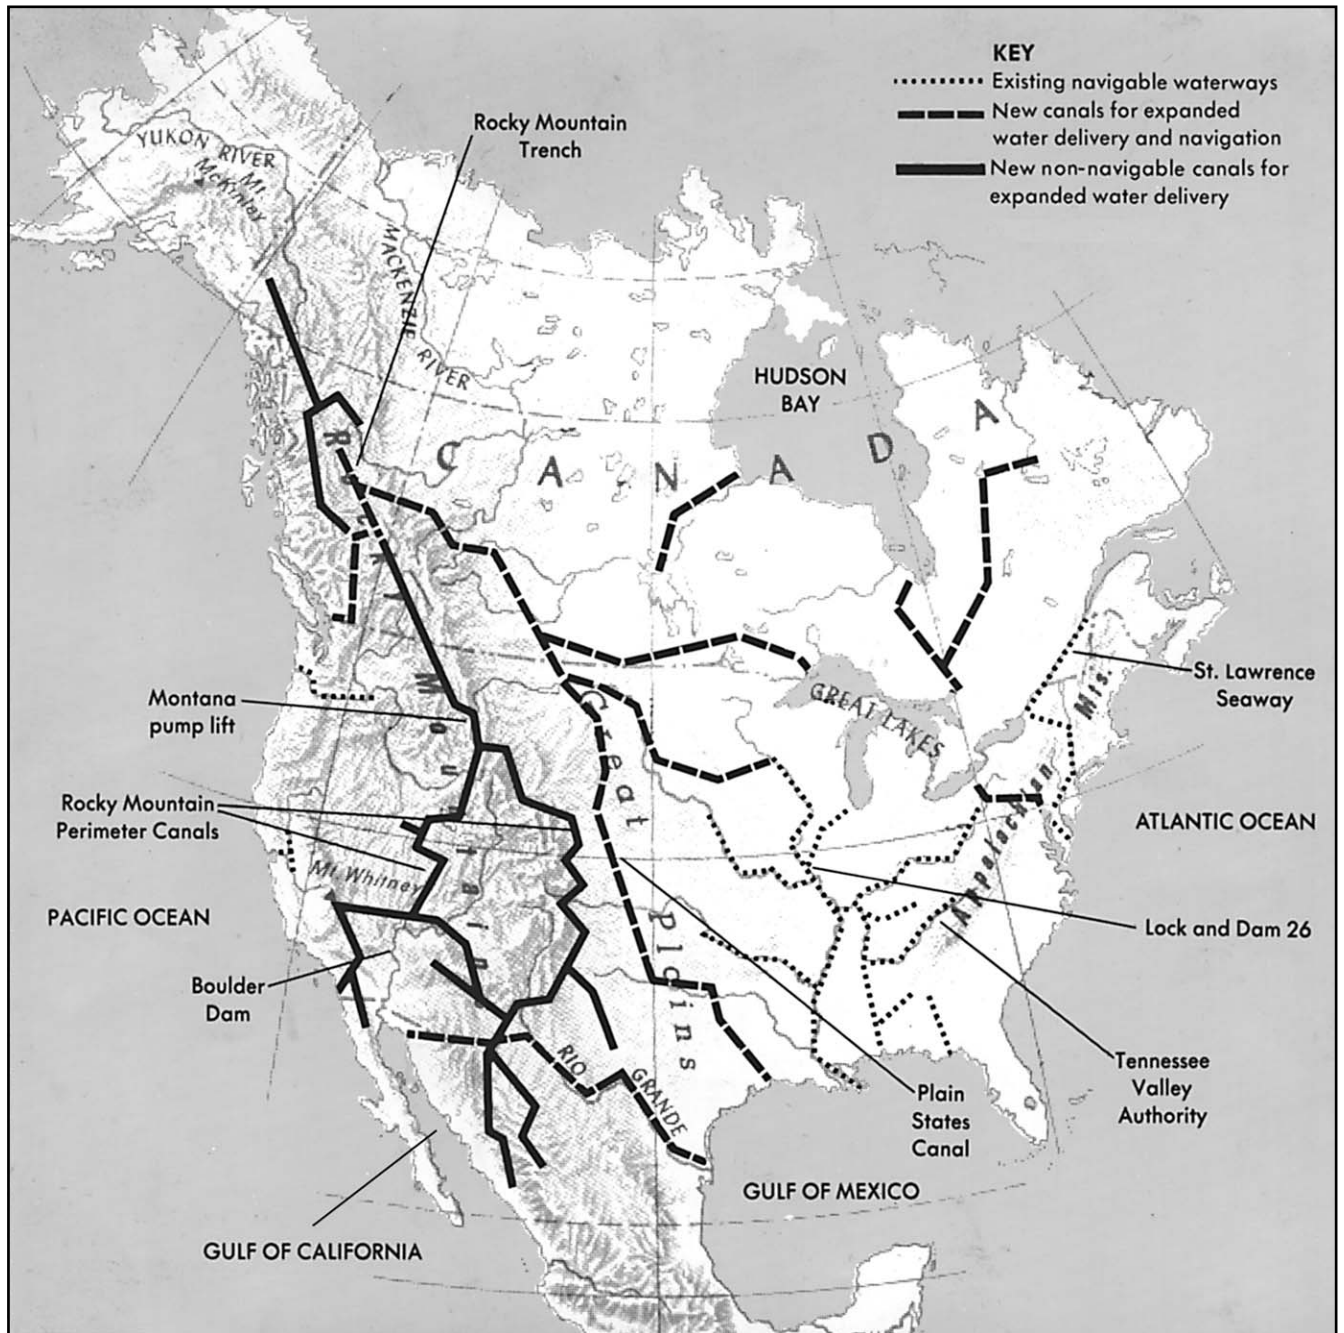 KEY
Existing navigable waterways
New canals for expanded
water delivery and navigation
New non-navigable canals for
expanded water delivery
Rocky Mountain
Trench
YUKON RIVER
Mt.
McKinley
MACKENZIE RIVER
HUDSON
BAY
CANADA
Rocky Mountains
St. Lawrence
Seaway
Montana
pump lift
GREAT LAKES
Great Plains
Appalachian Mts.
Rocky Mountain
Perimeter Canals
ATLANTIC OCEAN
Mt. Whitney
PACIFIC OCEAN
Lock and Dam 26
Boulder
Dam
RIO GRANDE
Tennessee
Valley
Authority
Plain
States
Canal
GULF OF MEXICO
GULF OF CALIFORNIA